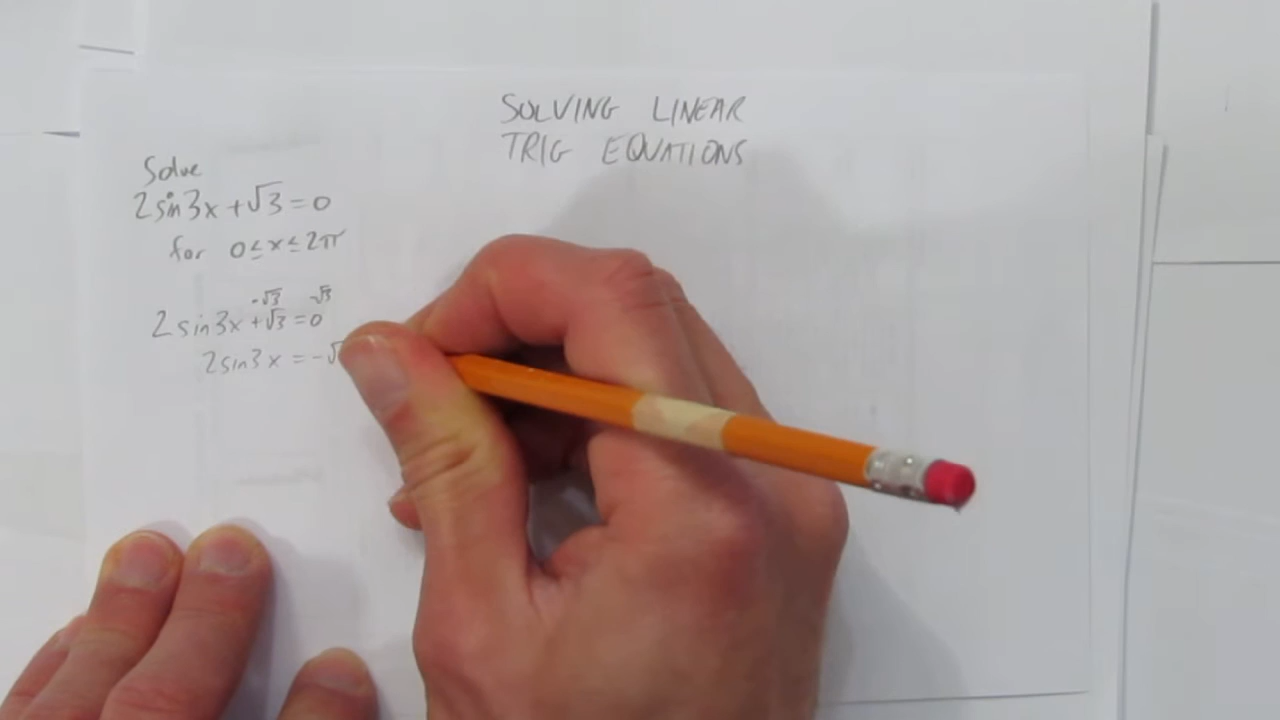 SOLVING LINEAR
TRIG EQUATIONS
Solve
2sin3x+√3=0
for 0≤x≤2π
-√3 -√3
2sin3x+√3=0
2sin3x=-√